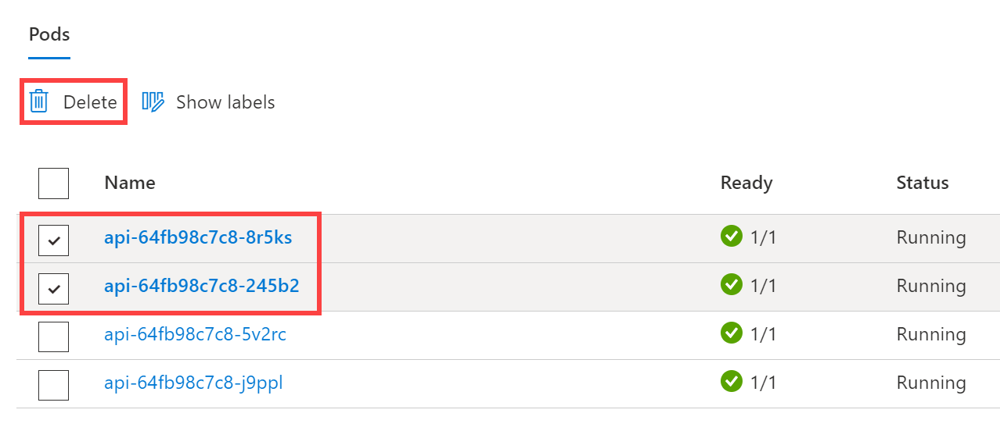 Pods
Delete Show labels
Name Ready Status
api-64fb98c7c8-8r5ks 1/1 Running
api-64fb98c7c8-245b2 1/1 Running
api-64fb98c7c8-5v2rc 1/1 Running
api-64fb98c7c8-j9ppl 1/1 Running